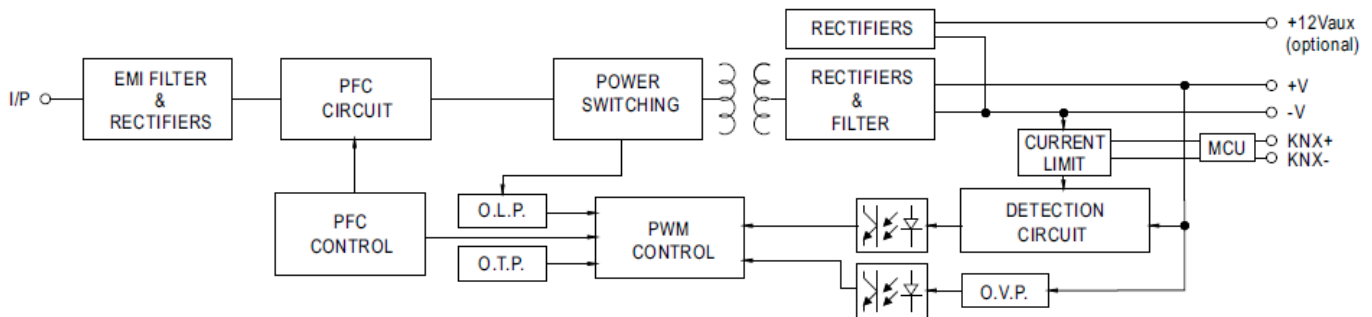 RECTIFIERS
+12Vaux
(optional)
I/P
EMI FILTER
&
RECTIFIERS
PFC
CIRCUIT
POWER
SWITCHING
RECTIFIERS
&
FILTER
+V
-V
CURRENT
LIMIT
MCU
KNX+
KNX-
PFC
CONTROL
O.L.P.
O.T.P.
PWM
CONTROL
DETECTION
CIRCUIT
O.V.P.